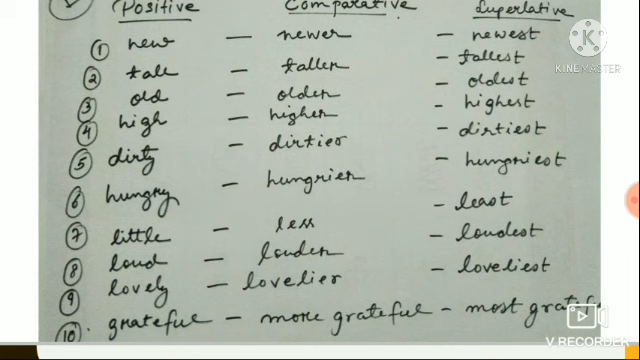 Positive Comparative Superlative
① new — newer — newest
② tall — taller — tallest
③ old — older — oldest
④ high — higher — highest
⑤ dirty — dirtier — dirtiest
⑥ hungry — hungrier — hungriest
⑦ little — less — least
⑧ loud — louder — loudest
⑨ lovely — lovelier — loveliest
⑩. grateful — more grateful — most
KINEMASTER
V.RECORDER